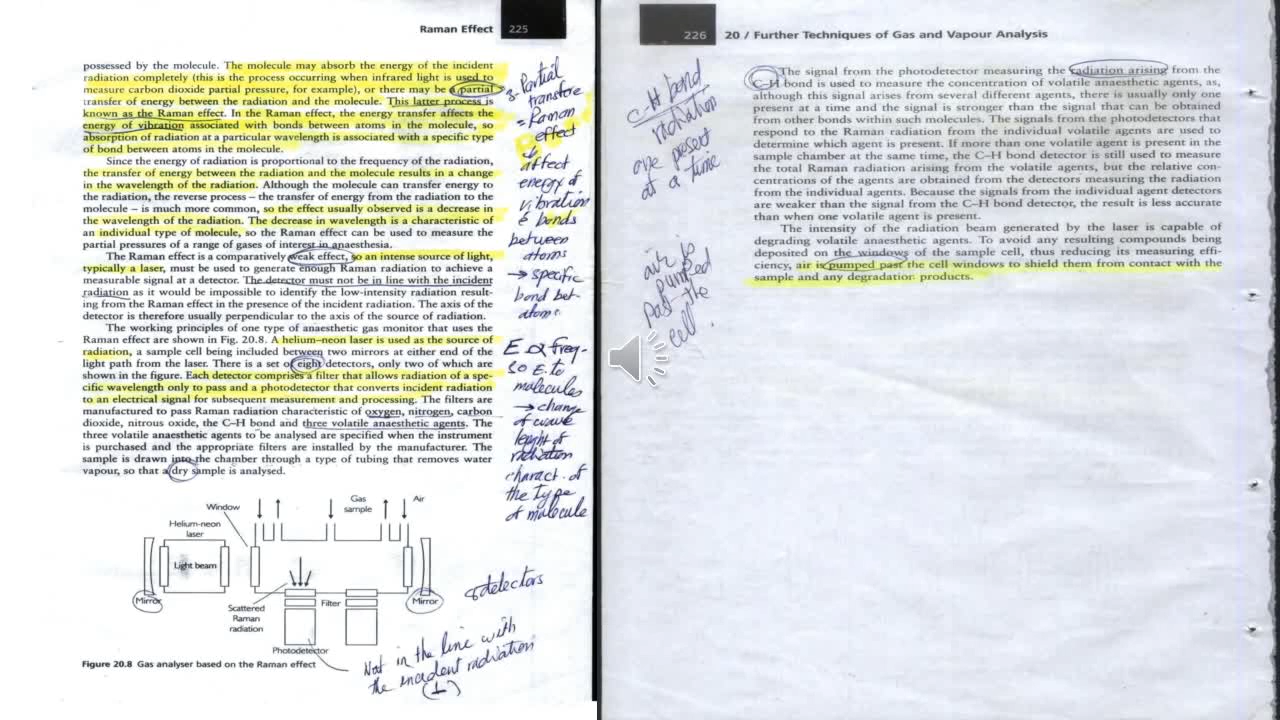 Raman Effect 225
possessed by the molecule. The molecule may absorb the energy of the incident
radiation completely (this is the process occurring when infrared light is used to
measure carbon dioxide partial pressure, for example), or there may be a partial
transfer of energy between the radiation and the molecule. This latter process is
known as the Raman effect. In the Raman effect, the energy transfer affects the
energy of vibration associated with bonds between atoms in the molecule, so
absorption of radiation at a particular wavelength is associated with a specific type
of bond between atoms in the molecule.
Since the energy of radiation is proportional to the frequency of the radiation,
the transfer of energy between the radiation and the molecule results in a change
in the wavelength of the radiation. Although the molecule can transfer energy to
the radiation, the reverse process – the transfer of energy from the radiation to the
molecule – is much more common, so the effect usually observed is a decrease in
the wavelength of the radiation. The decrease in wavelength is a characteristic of
an individual type of molecule, so the Raman effect can be used to measure the
partial pressures of a range of gases of interest in anaesthesia.
The Raman effect is a comparatively weak effect, so an intense source of light,
typically a laser, must be used to generate enough Raman radiation to achieve a
measurable signal at a detector. The detector must not be in line with the incident
radiation as it would be impossible to identify the low-intensity radiation result-
ing from the Raman effect in the presence of the incident radiation. The axis of the
detector is therefore usually perpendicular to the axis of the source of radiation.
The working principles of one type of anaesthetic gas monitor that uses the
Raman effect are shown in Fig. 20.8. A helium–neon laser is used as the source of
radiation, a sample cell being included between two mirrors at either end of the
light path from the laser. There is a set of eight detectors, only two of which are
shown in the figure. Each detector comprises a filter that allows radiation of a spe-
cific wavelength only to pass and a photodetector that converts incident radiation
to an electrical signal for subsequent measurement and processing. The filters are
manufactured to pass Raman radiation characteristic of oxygen, nitrogen, carbon
dioxide, nitrous oxide, the C–H bond and three volatile anaesthetic agents. The
three volatile anaesthetic agents to be analysed are specified when the instrument
is purchased and the appropriate filters are installed by the manufacturer. The
sample is drawn into the chamber through a type of tubing that removes water
vapour, so that a dry sample is analysed.
Partial
transfere
= Raman
effect
affect
energy of
vibration
& bonds
between
atoms
→ specific
bond bet-
atoms
E α freq-
so E. to
molecules
→ change
of wave
lenght of
radiation
charact. of
the type
of molecule
Window
Gas
sample
Air
Helium-neon
laser
Light beam
Mirror
Scattered
Raman
radiation
Filter
Mirror
Photodetector
detectors
Not in the line with
the incident radiation
(⊥)
Figure 20.8 Gas analyser based on the Raman effect
226 20 / Further Techniques of Gas and Vapour Analysis
The signal from the photodetector measuring the radiation arising from the
C–H bond is used to measure the concentration of volatile anaesthetic agents, as,
although this signal arises from several different agents, there is usually only one
present at a time and the signal is stronger than the signal that can be obtained
from other bonds within such molecules. The signals from the photodetectors that
respond to the Raman radiation from the individual volatile agents are used to
determine which agent is present. If more than one volatile agent is present in the
sample chamber at the same time, the C–H bond detector is still used to measure
the total Raman radiation arising from the volatile agents, but the relative con-
centrations of the agents are obtained from the detectors measuring the radiation
from the individual agents. Because the signals from the individual agent detectors
are weaker than the signal from the C–H bond detector, the result is less accurate
than when one volatile agent is present.
The intensity of the radiation beam generated by the laser is capable of
degrading volatile anaesthetic agents. To avoid any resulting compounds being
deposited on the windows of the sample cell, thus reducing its measuring effi-
ciency, air is pumped past the cell windows to shield them from contact with the
sample and any degradation products.
C-H bond
radiation
one preset
at a time
air is
pumped
past the
cell.